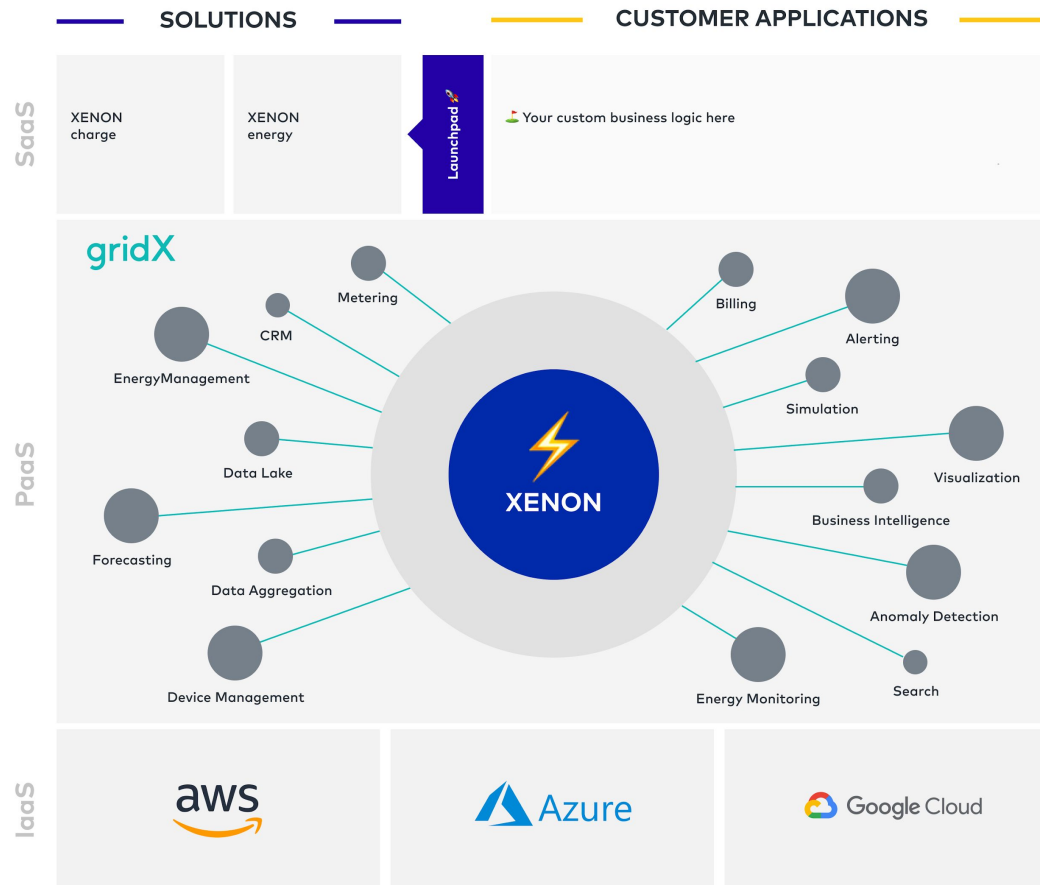 SOLUTIONS
CUSTOMER APPLICATIONS
SaaS
XENON
charge
XENON
energy
Launchpad🚀
⛳Your custom business logic here
PaaS
gridX
Metering
CRM
EnergyManagement
Data Lake
Forecasting
Data Aggregation
Device Management
⚡
XENON
Billing
Alerting
Simulation
Visualization
Business Intelligence
Anomaly Detection
Search
Energy Monitoring
IaaS
aws
Azure
Google Cloud